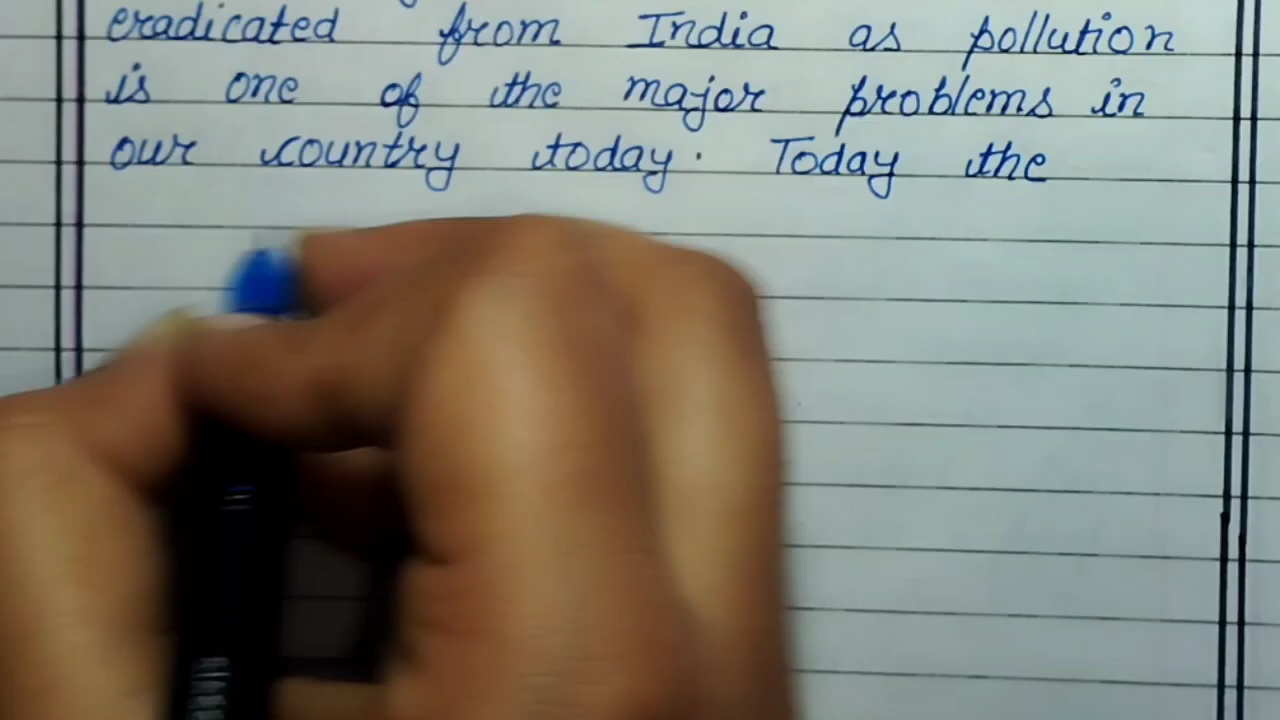 eradicated from India as pollution
is one of the major problems in
our country today. Today the